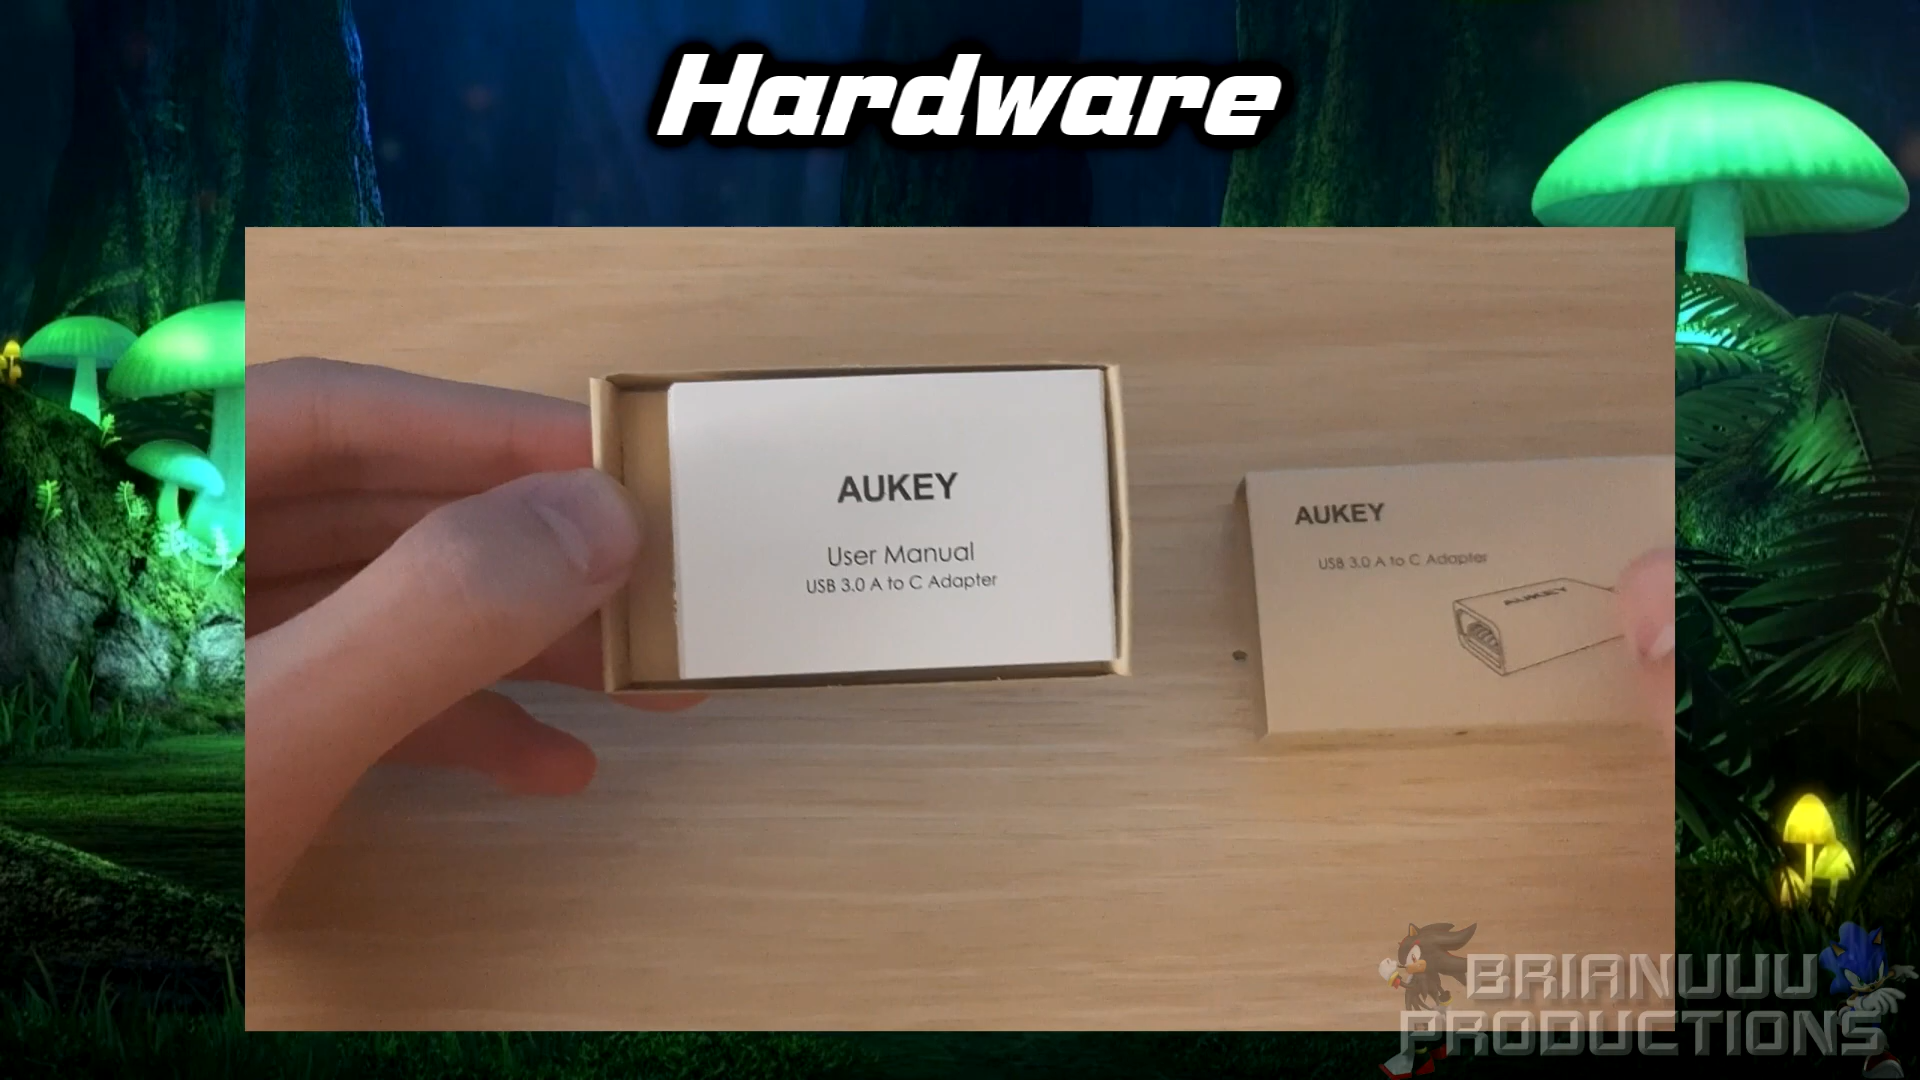 Hardware
AUKEY
User Manual
USB 3.0 A to C Adapter
AUKEY
USB 3.0 A to C Adapter
AUKEY
BRIANUUU
PRODUCTIONS